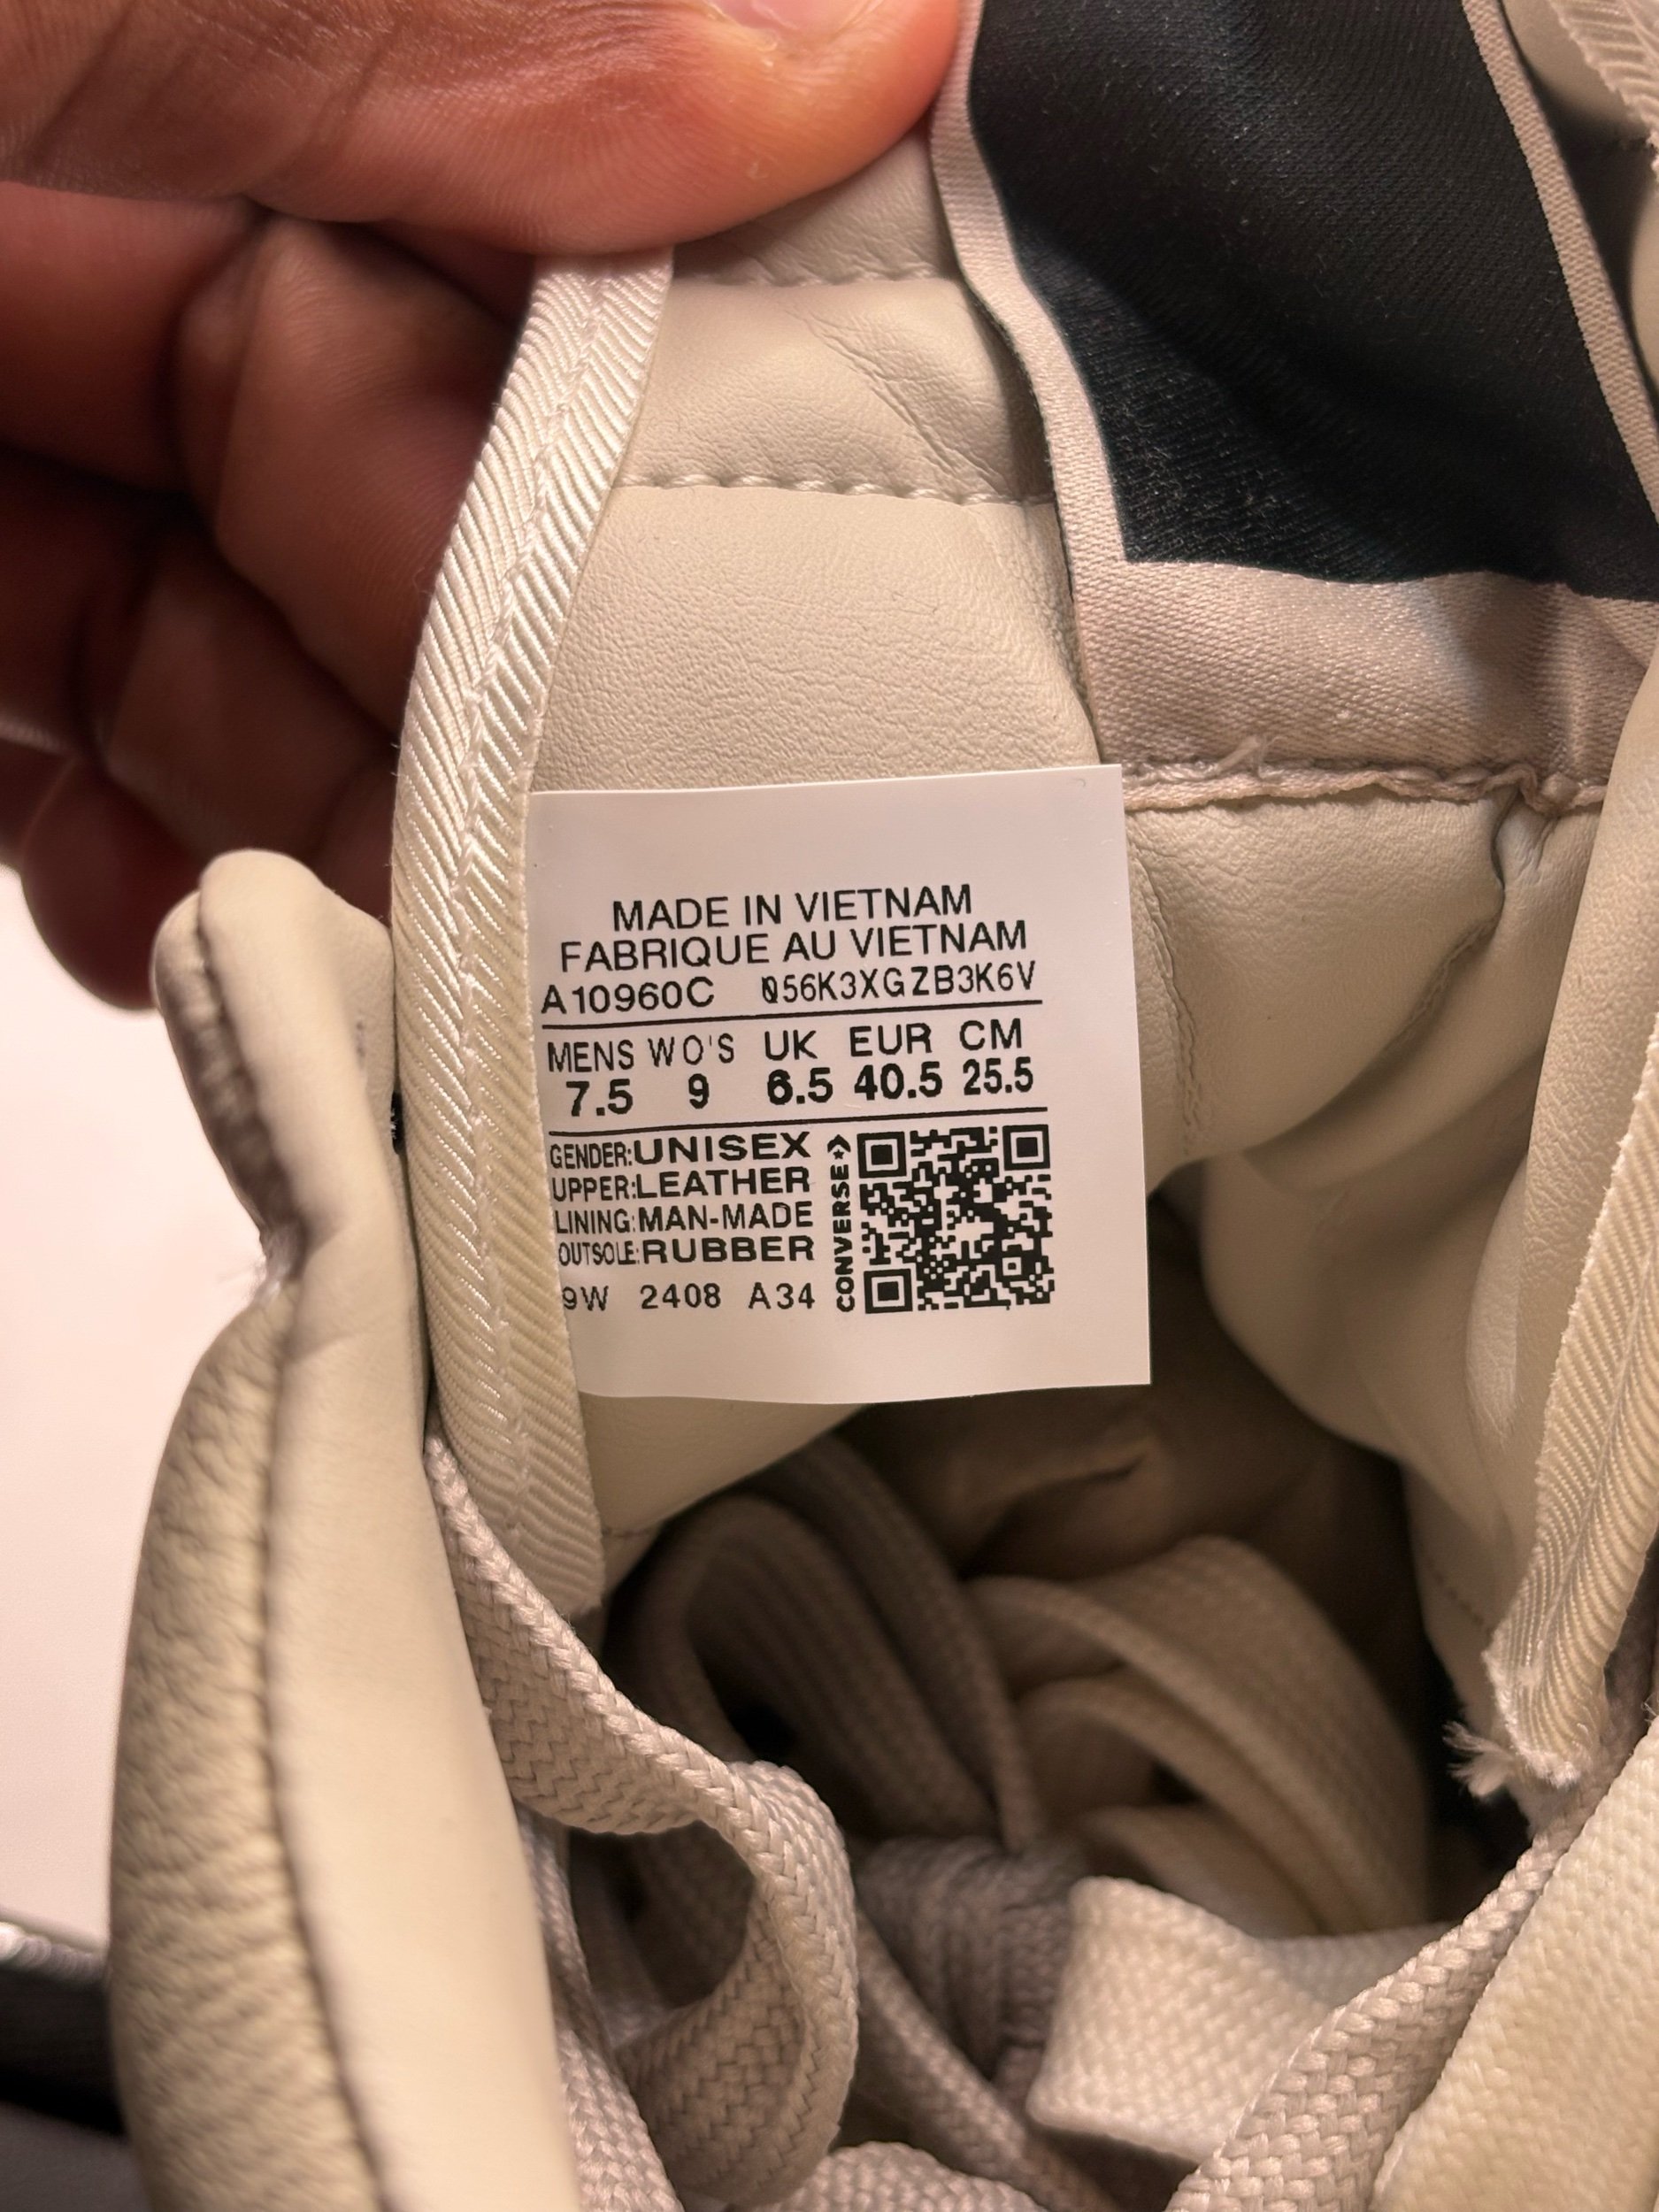 MADE IN VIETNAM
FABRIQUE AU VIETNAM
A10960C Q56K3XGZB3K6V
MENS WO'S UK EUR CM
7.5 9 6.5 40.5 25.5
GENDER:UNISEX
UPPER:LEATHER
LINING:MAN-MADE
OUTSOLE:RUBBER
9W 2408 A34
CONVERSE